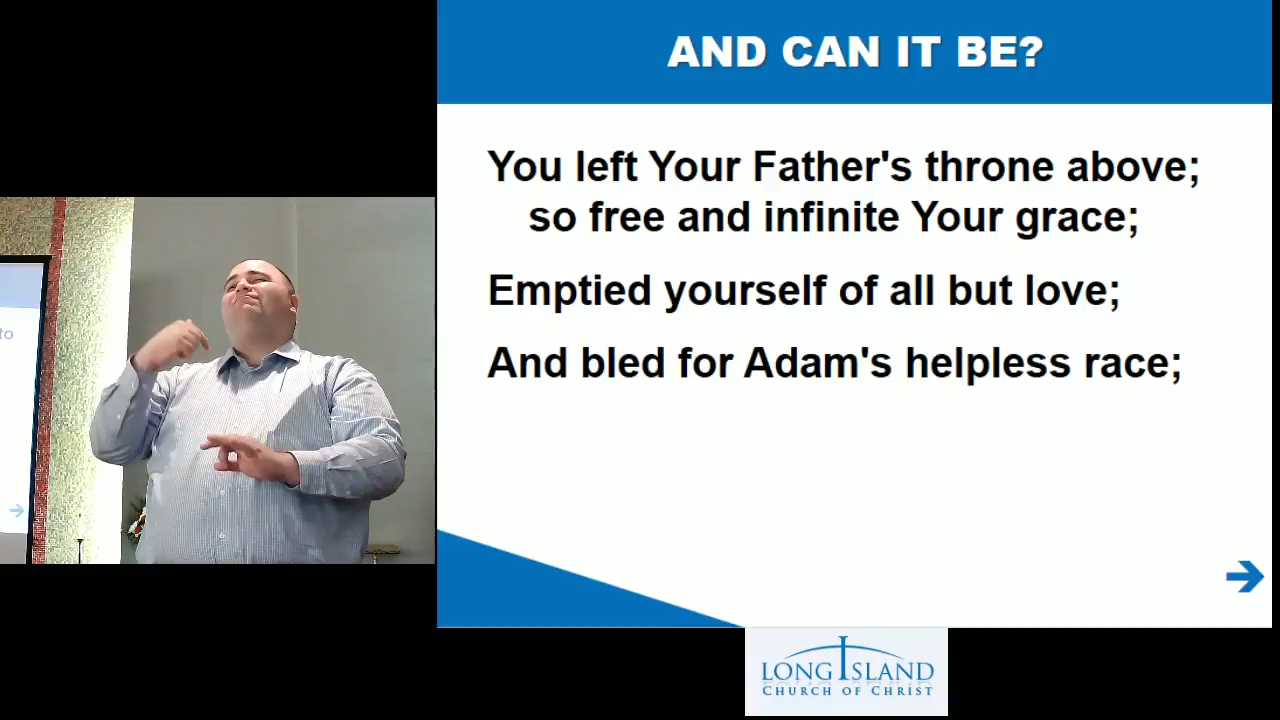 AND CAN IT BE?
You left Your Father's throne above;
so free and infinite Your grace;
Emptied yourself of all but love;
And bled for Adam's helpless race;
to
LONG ISLAND
CHURCH OF CHRIST